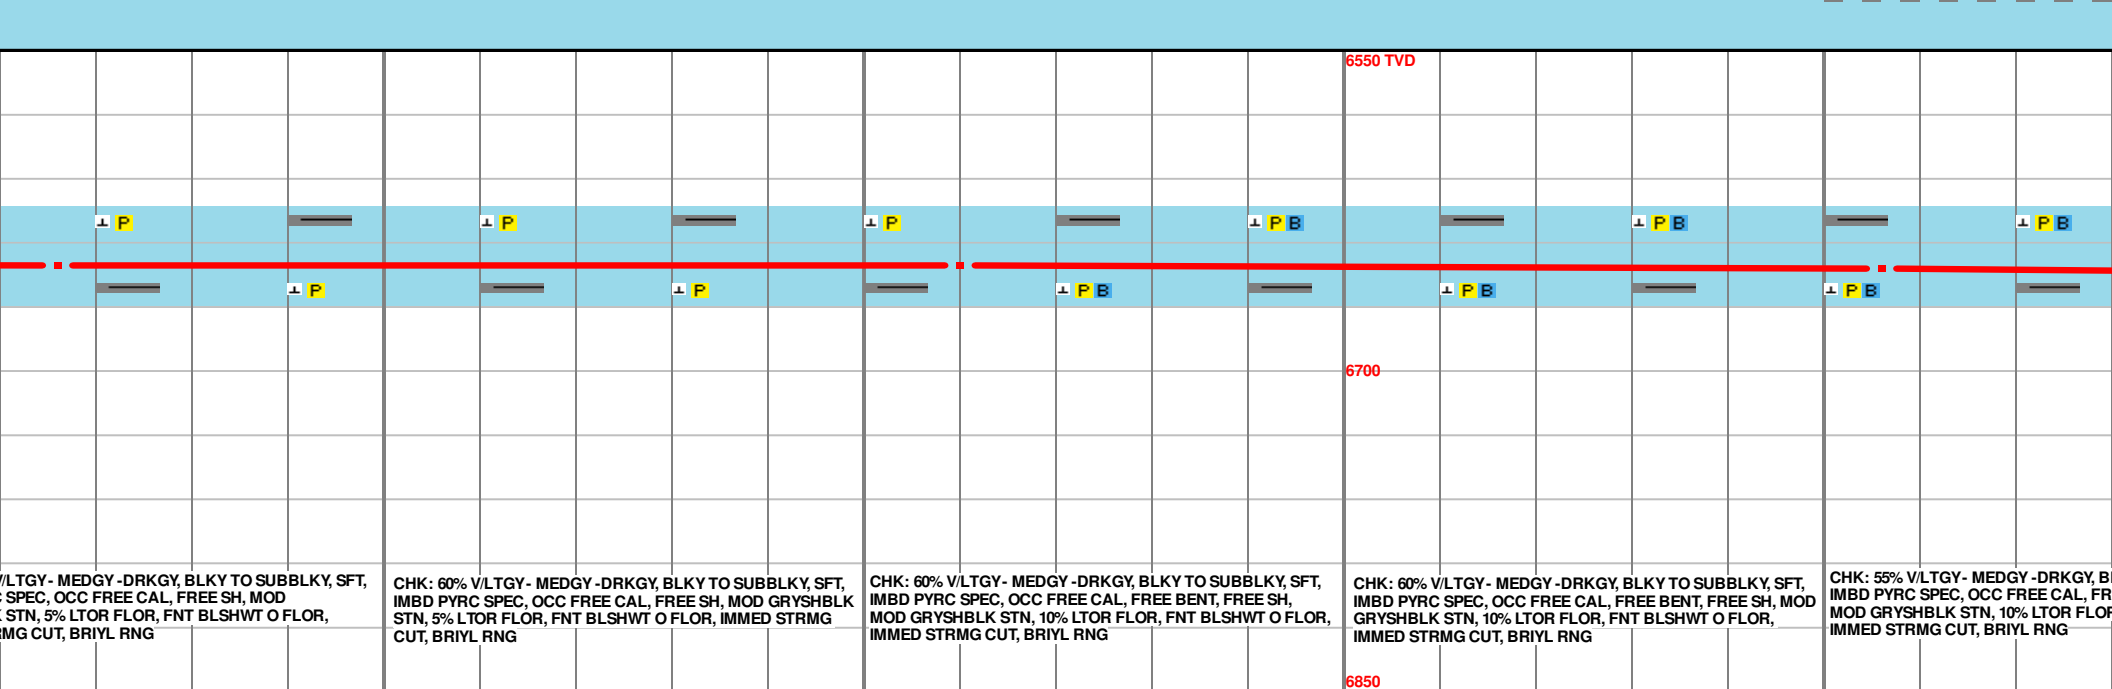 6550 TVD
⊥ P
⊥ P
⊥ P
⊥ P B
⊥ P B
⊥ P B
⊥ P
⊥ P
⊥ P B
⊥ P B
⊥ P B
6700
V/LTGY- MEDGY -DRKGY, BLKY TO SUBBLKY, SFT,
SPEC, OCC FREE CAL, FREE SH, MOD
STN, 5% LTOR FLOR, FNT BLSHWT O FLOR,
CUT, BRIYL RNG
CHK: 60% V/LTGY- MEDGY -DRKGY, BLKY TO SUBBLKY, SFT,
IMBD PYRC SPEC, OCC FREE CAL, FREE SH, MOD GRYSHBLK
STN, 5% LTOR FLOR, FNT BLSHWT O FLOR, IMMED STRMG
CUT, BRIYL RNG
CHK: 60% V/LTGY- MEDGY -DRKGY, BLKY TO SUBBLKY, SFT,
IMBD PYRC SPEC, OCC FREE CAL, FREE BENT, FREE SH,
MOD GRYSHBLK STN, 10% LTOR FLOR, FNT BLSHWT O FLOR,
IMMED STRMG CUT, BRIYL RNG
CHK: 60% V/LTGY- MEDGY -DRKGY, BLKY TO SUBBLKY, SFT,
IMBD PYRC SPEC, OCC FREE CAL, FREE BENT, FREE SH, MOD
GRYSHBLK STN, 10% LTOR FLOR, FNT BLSHWT O FLOR,
IMMED STRMG CUT, BRIYL RNG
CHK: 55% V/LTGY- MEDGY -DRKGY,
IMBD PYRC SPEC, OCC FREE CAL,
MOD GRYSHBLK STN, 10% LTOR FLOR
IMMED STRMG CUT, BRIYL RNG
6850